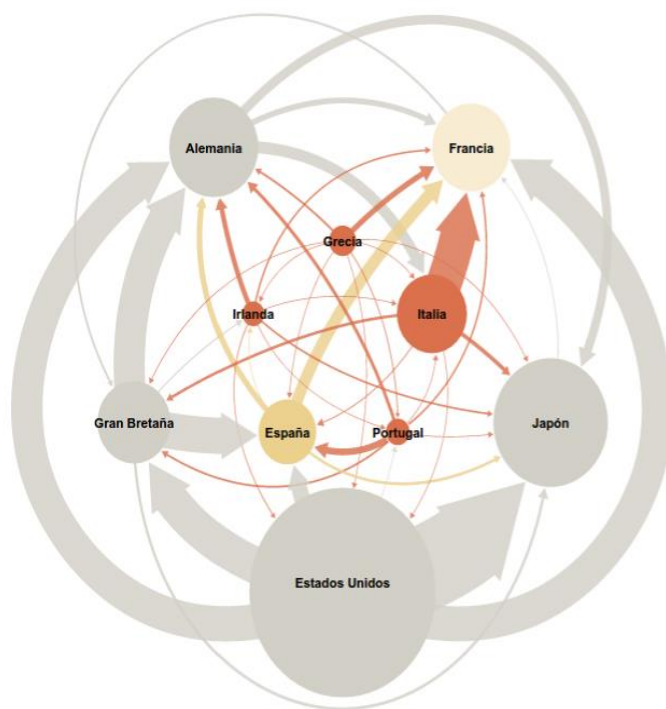 Alemania
Francia
Grecia
Irlanda
Italia
Gran Bretaña
España
Portugal
Japón
Estados Unidos